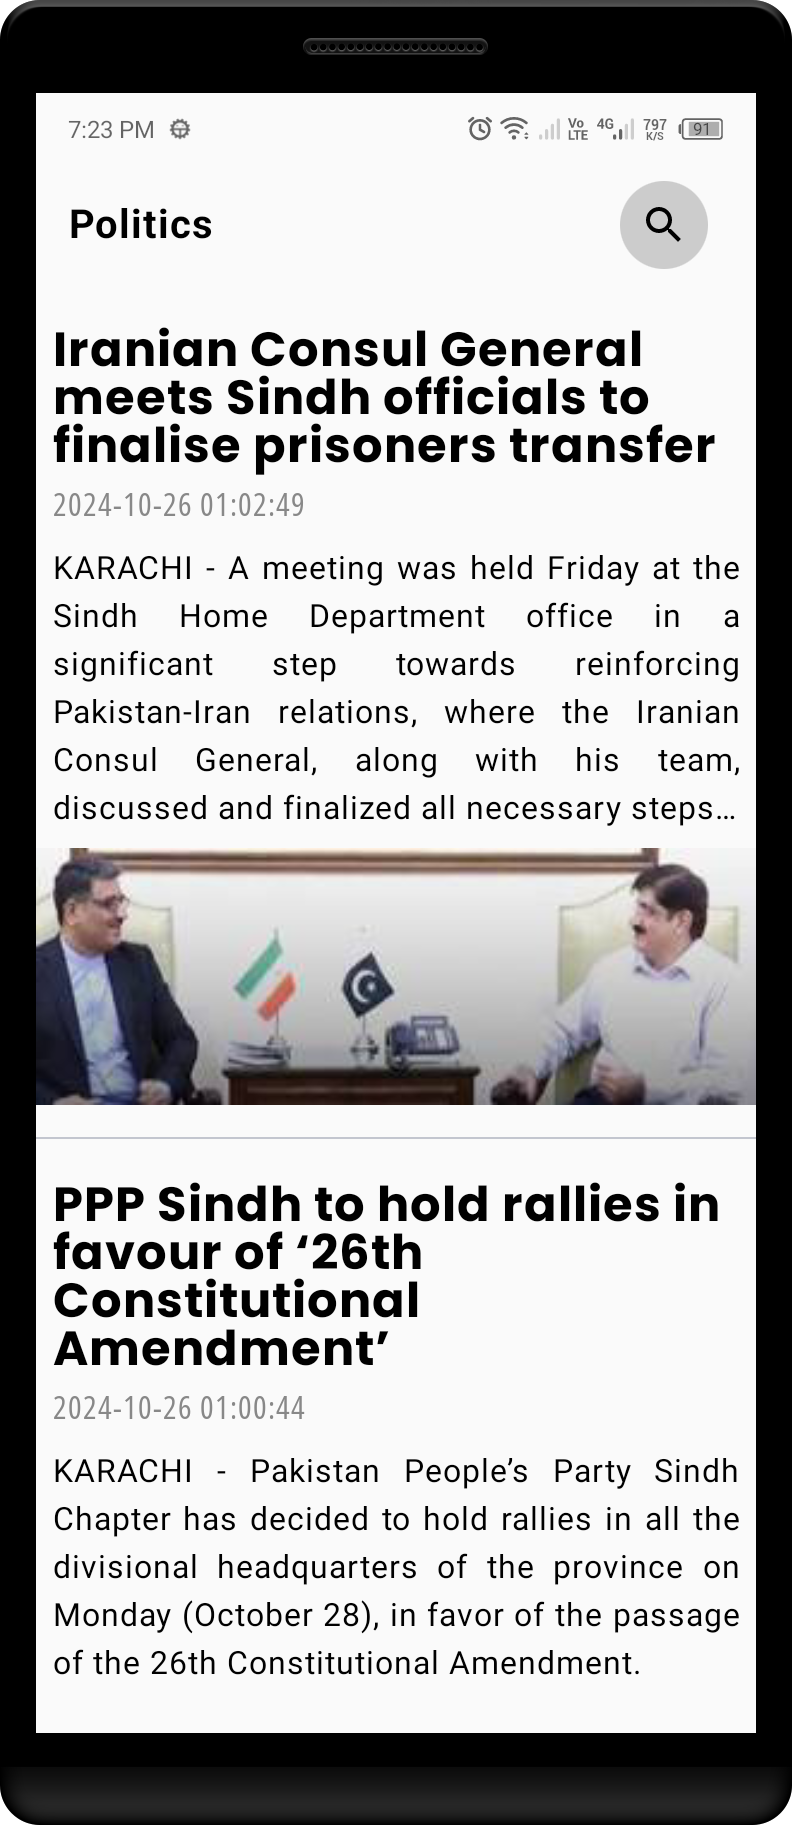 7:23 PM
Vo LTE 4G 797 K/S 91
Politics
Iranian Consul General
meets Sindh officials to
finalise prisoners transfer
2024-10-26 01:02:49
KARACHI - A meeting was held Friday at the
Sindh Home Department office in a
significant step towards reinforcing
Pakistan-Iran relations, where the Iranian
Consul General, along with his team,
discussed and finalized all necessary steps...
PPP Sindh to hold rallies in
favour of ‘26th
Constitutional
Amendment’
2024-10-26 01:00:44
KARACHI - Pakistan People’s Party Sindh
Chapter has decided to hold rallies in all the
divisional headquarters of the province on
Monday (October 28), in favor of the passage
of the 26th Constitutional Amendment.